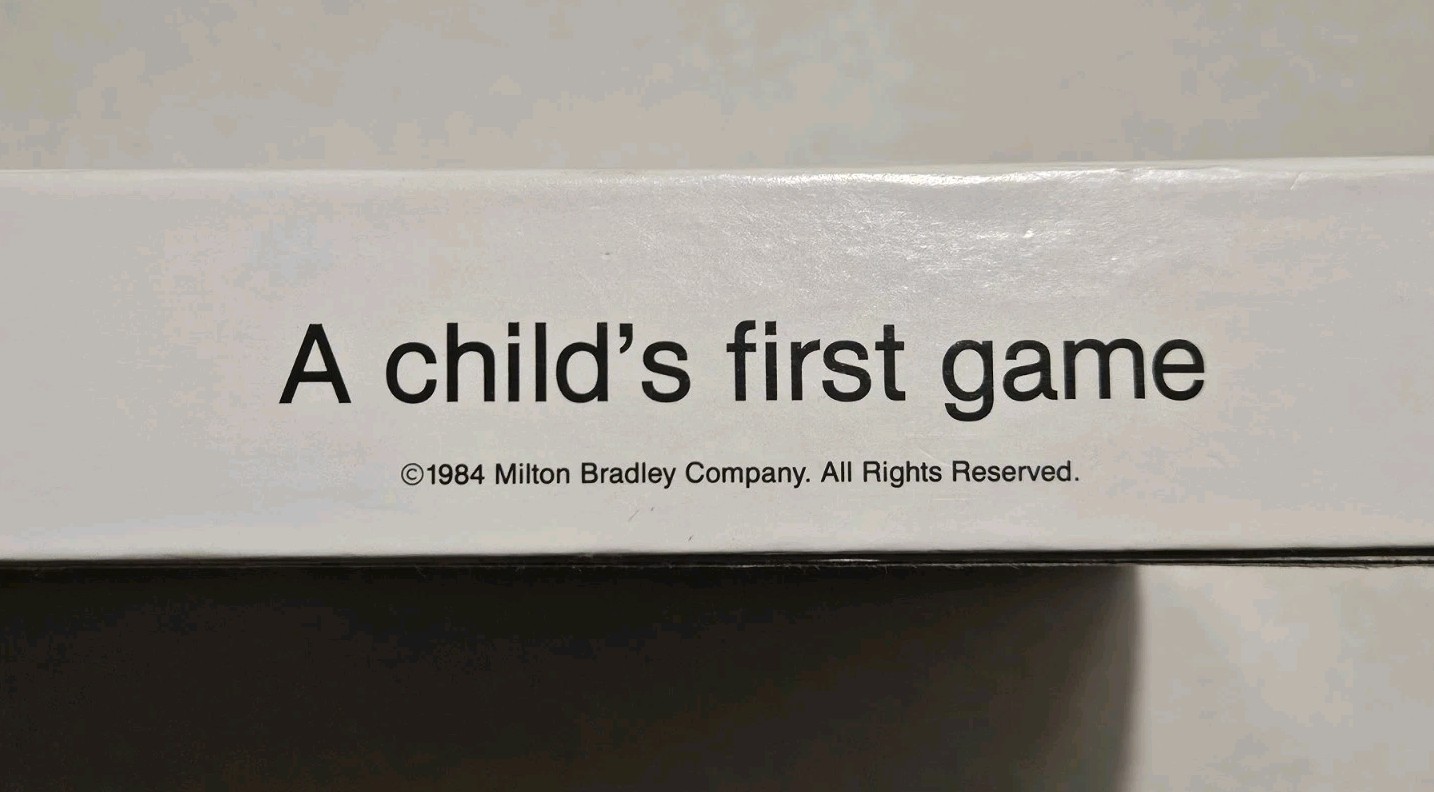 A child’s first game
©1984 Milton Bradley Company. All Rights Reserved.